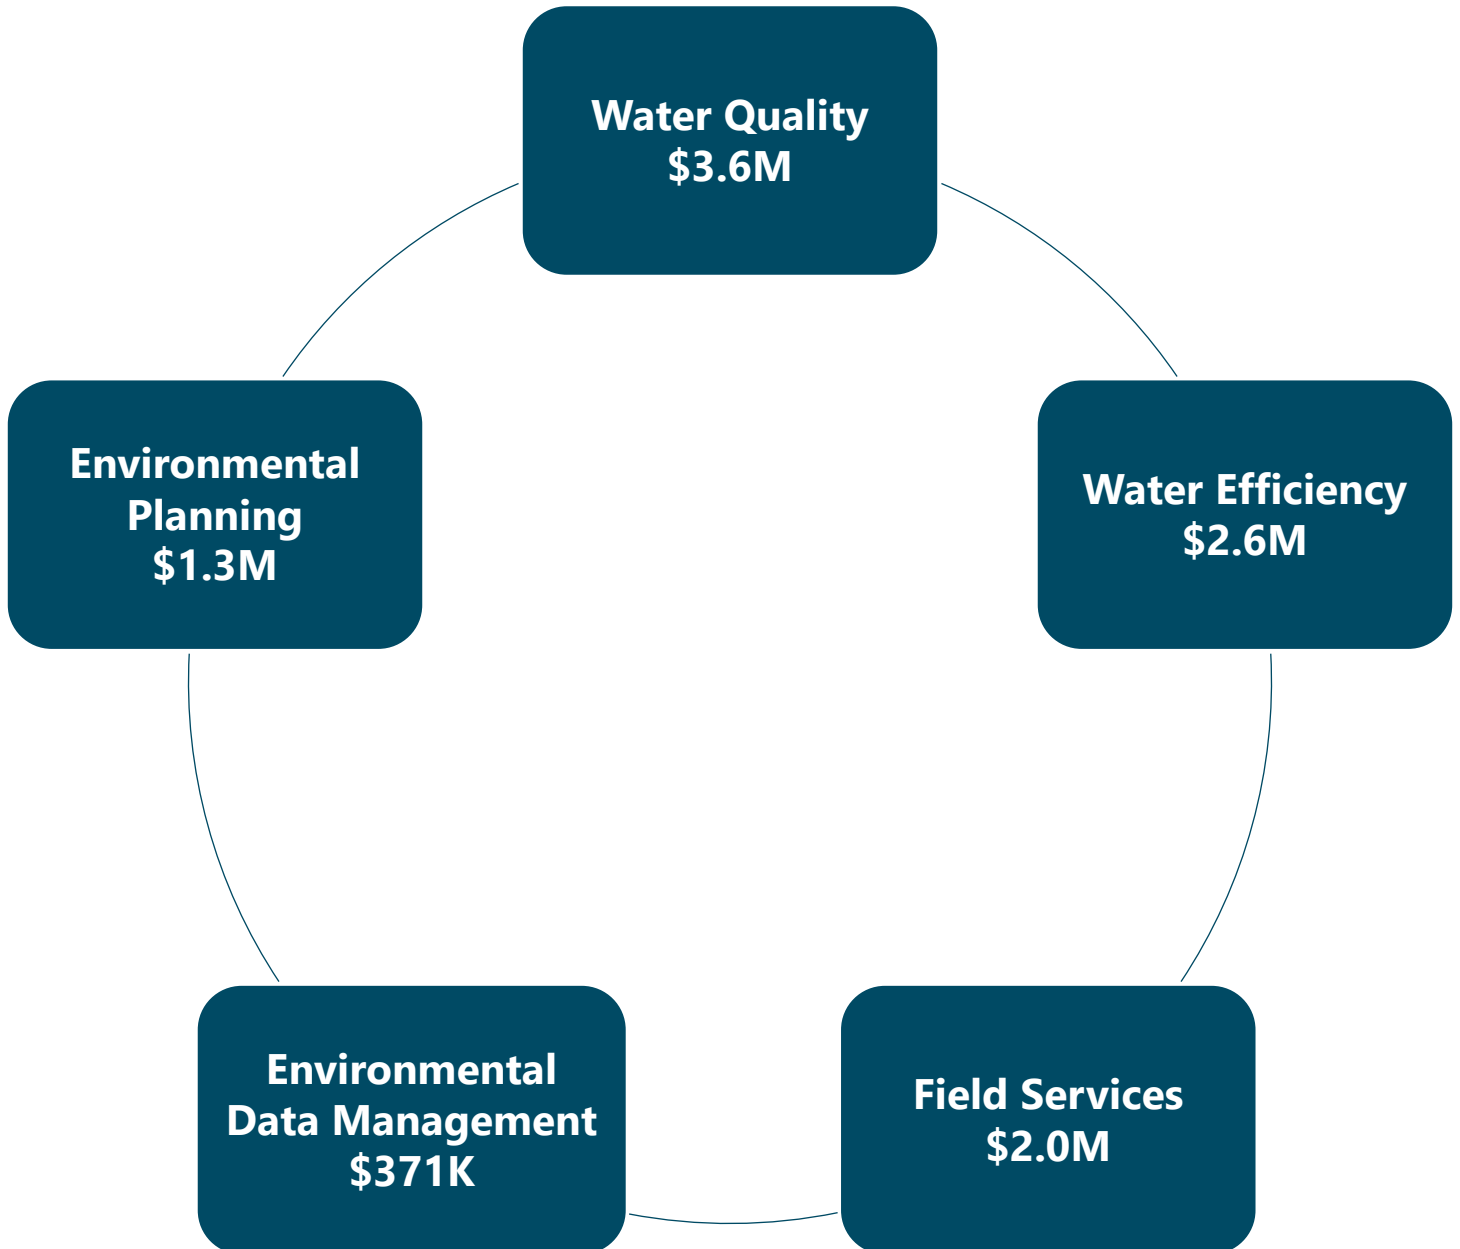 Water Quality
$3.6M
Water Efficiency
$2.6M
Field Services
$2.0M
Environmental
Data Management
$371K
Environmental
Planning
$1.3M